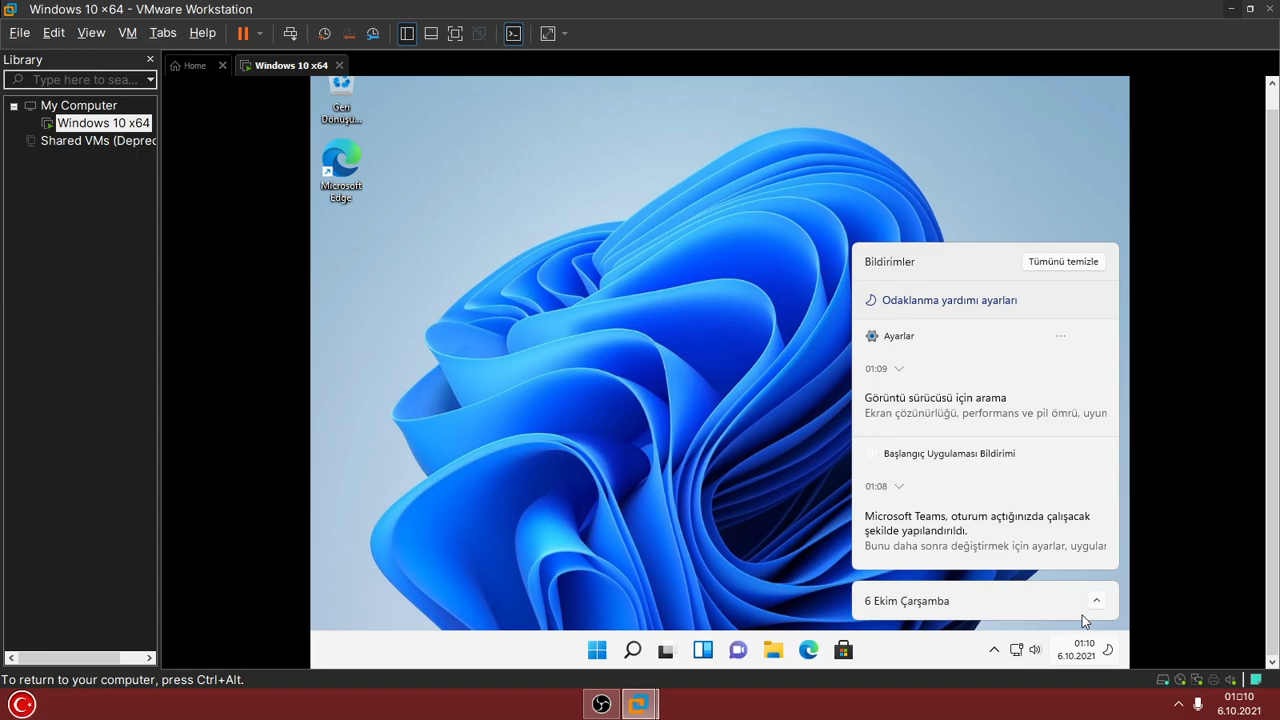 Windows 10 ×64 - VMware Workstation
File Edit View VM Tabs Help
Library
Type here to sea...
Home
Windows 10 x64
My Computer
Windows 10 x64
Shared VMs (Deprec
Geri
Dönüşü...
Microsoft
Edge
Bildirimler
Tümünü temizle
Odaklanma yardımı ayarları
Ayarlar
01:09
Görüntü sürücüsü için arama
Ekran çözünürlüğü, performans ve pil ömrü, uyun
Başlangıç Uygulaması Bildirimi
01:08
Microsoft Teams, oturum açtığınızda çalışacak
şekilde yapılandırıldı.
Bunu daha sonra değiştirmek için ayarlar, uygular
6 Ekim Çarşamba
01:10
6.10.2021
To return to your computer, press Ctrl+Alt.
01□10
6.10.2021